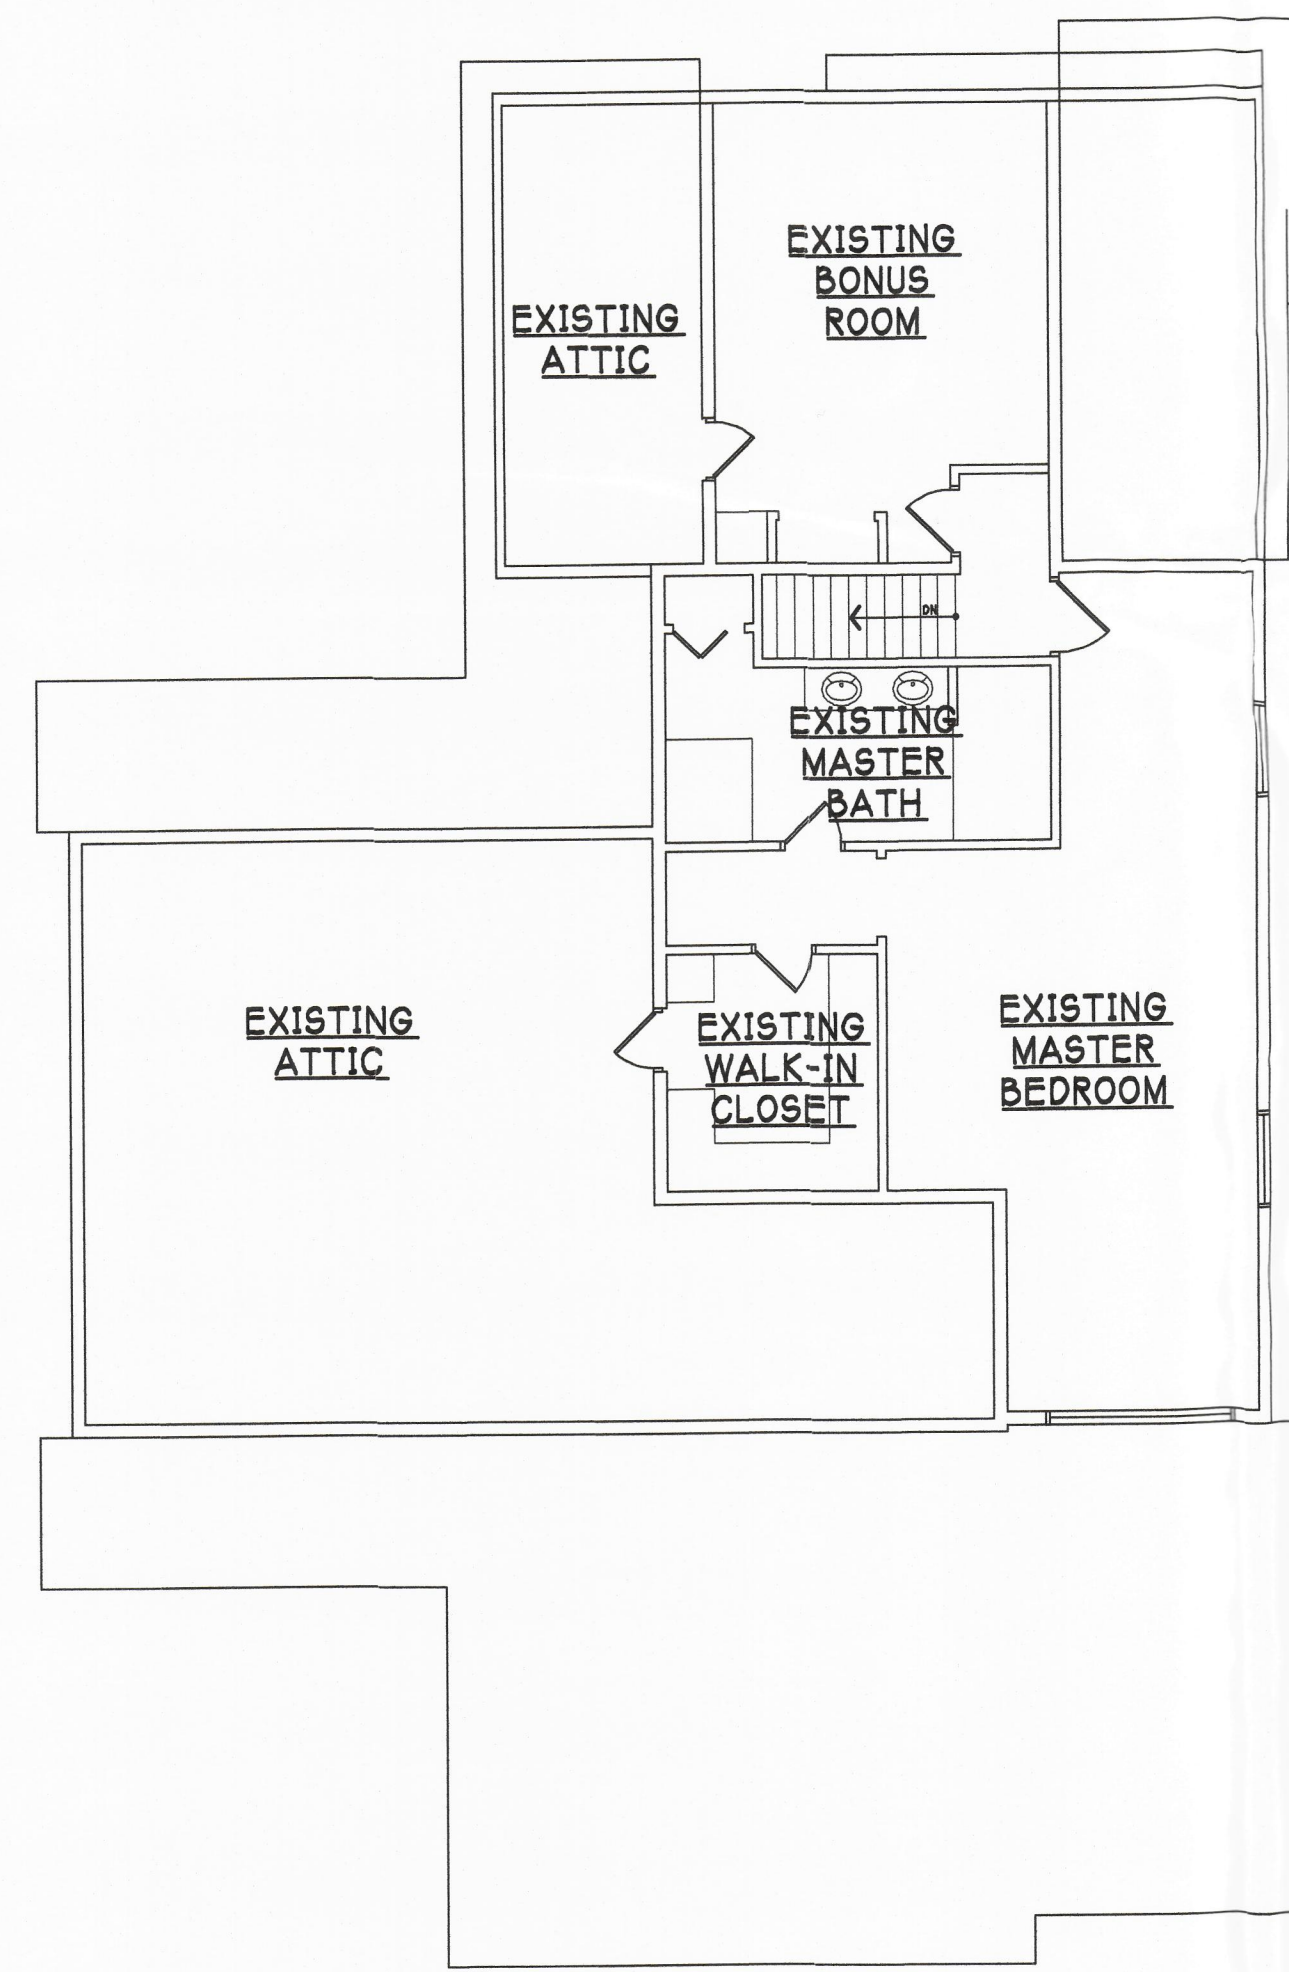 EXISTING
BONUS
ROOM
EXISTING
ATTIC
DN
EXISTING
MASTER
BATH
EXISTING
ATTIC
EXISTING
WALK-IN
CLOSET
EXISTING
MASTER
BEDROOM